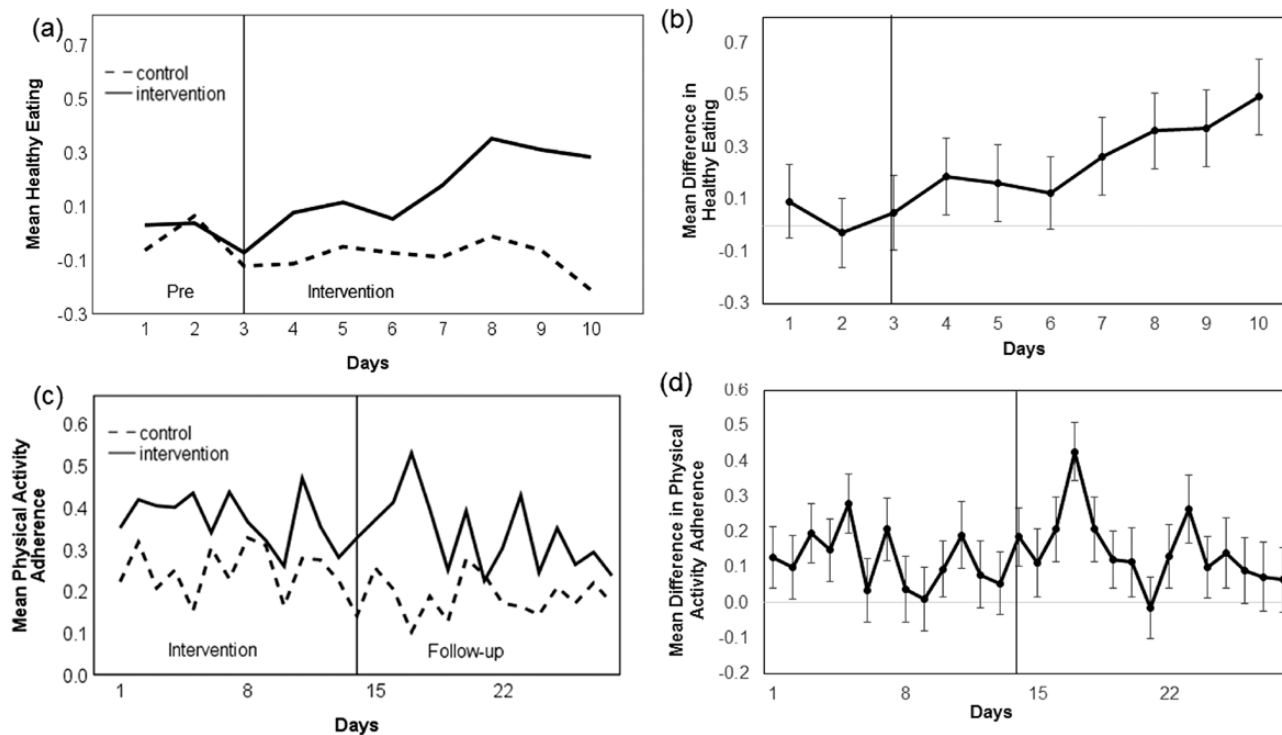 (a)
0.7
0.5
0.3
0.1
-0.1
-0.3
Mean Healthy Eating
control
intervention
Pre
Intervention
1 2 3 4 5 6 7 8 9 10
Days
(b)
0.7
0.5
0.3
0.1
-0.1
-0.3
Mean Difference in
Healthy Eating
1 2 3 4 5 6 7 8 9 10
Days
(c)
0.6
0.5
0.4
0.3
0.2
0.1
0.0
Mean Physical Activity
Adherence
control
intervention
Intervention
Follow-up
1 8 15 22
Days
(d)
0.6
0.5
0.4
0.3
0.2
0.1
0.0
-0.1
-0.2
Mean Difference in Physical
Activity Adherence
1 8 15 22
Days